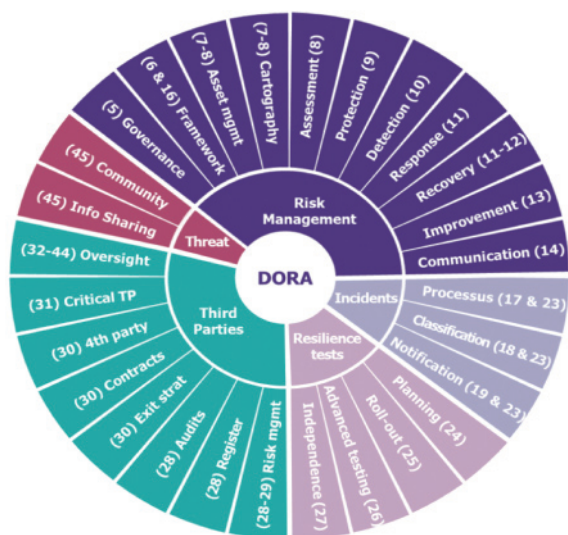 DORA
Risk
Management
(5) Governance
(6 & 16) Framework
(7-8) Asset mgmt
(7-8) Cartography
Assessment (8)
Protection (9)
Detection (10)
Response (11)
Recovery (11-12)
Improvement (13)
Communication (14)
Incidents
Processus (17 & 23)
Classification (18 & 23)
Notification (19 & 23)
Resilience
tests
Planning (24)
Roll-out (25)
Advanced testing (26)
Independence (27)
Third
Parties
(28-29) Risk mgmt
(28) Register
(28) Audits
(30) Exit strat
(30) Contracts
(30) 4th party
(31) Critical TP
(32-44) Oversight
Threat
(45) Info Sharing
(45) Community